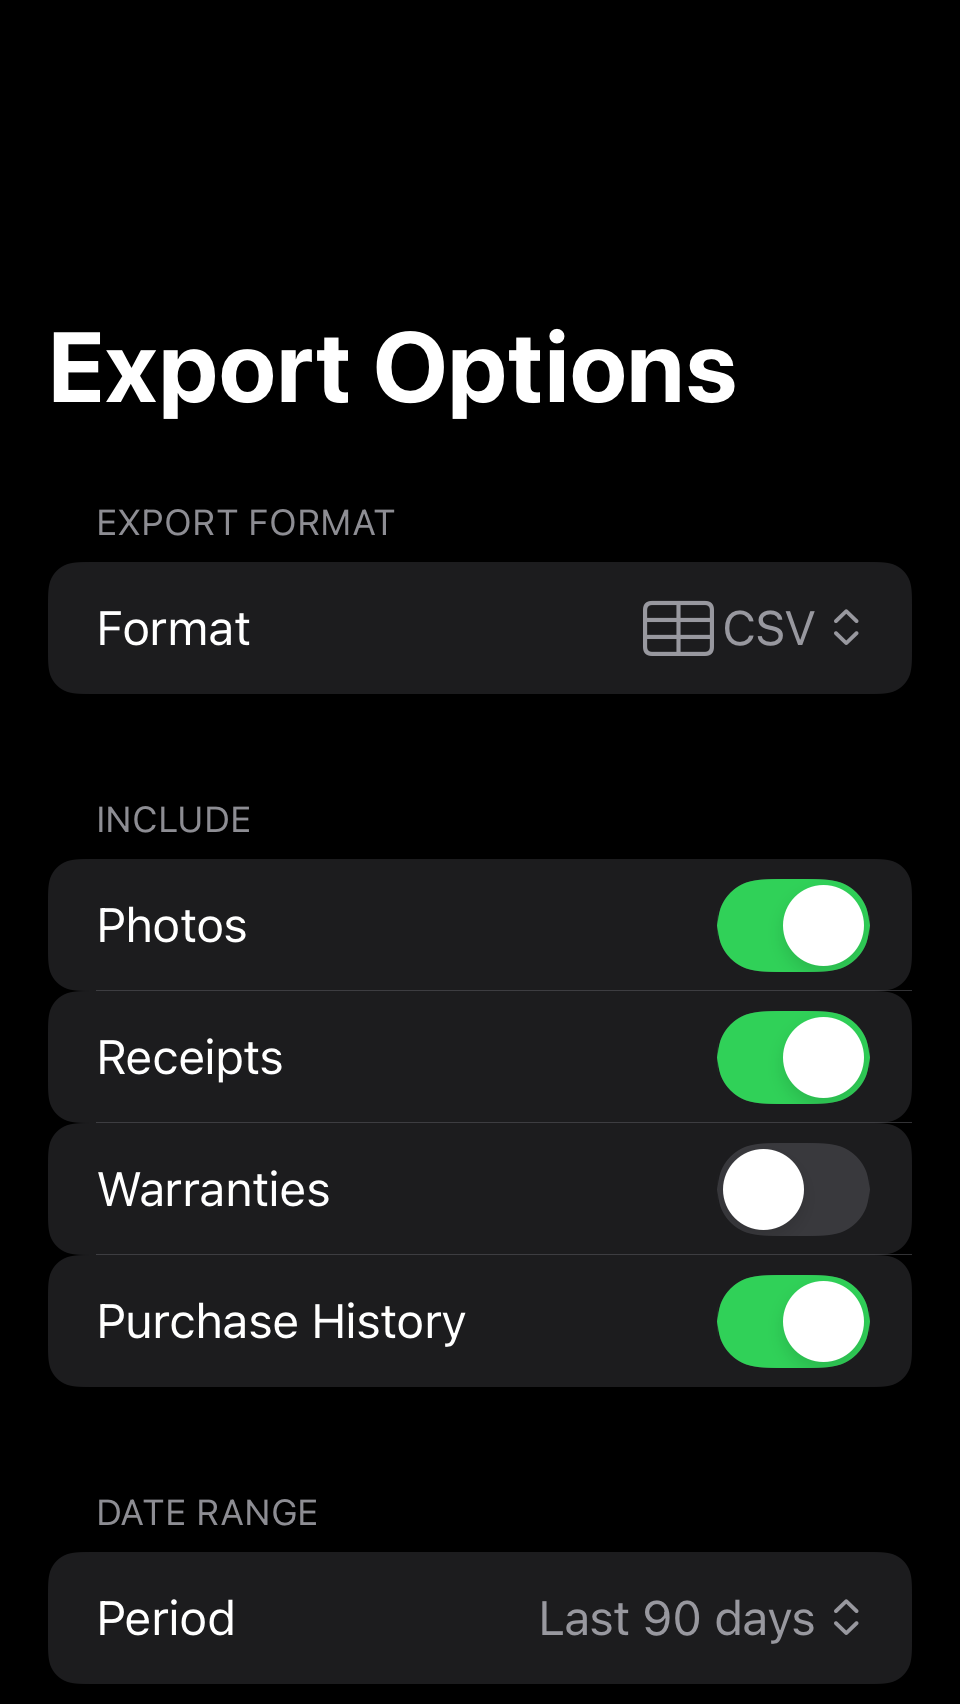 Export Options
EXPORT FORMAT
Format CSV
INCLUDE
Photos
Receipts
Warranties
Purchase History
DATE RANGE
Period Last 90 days